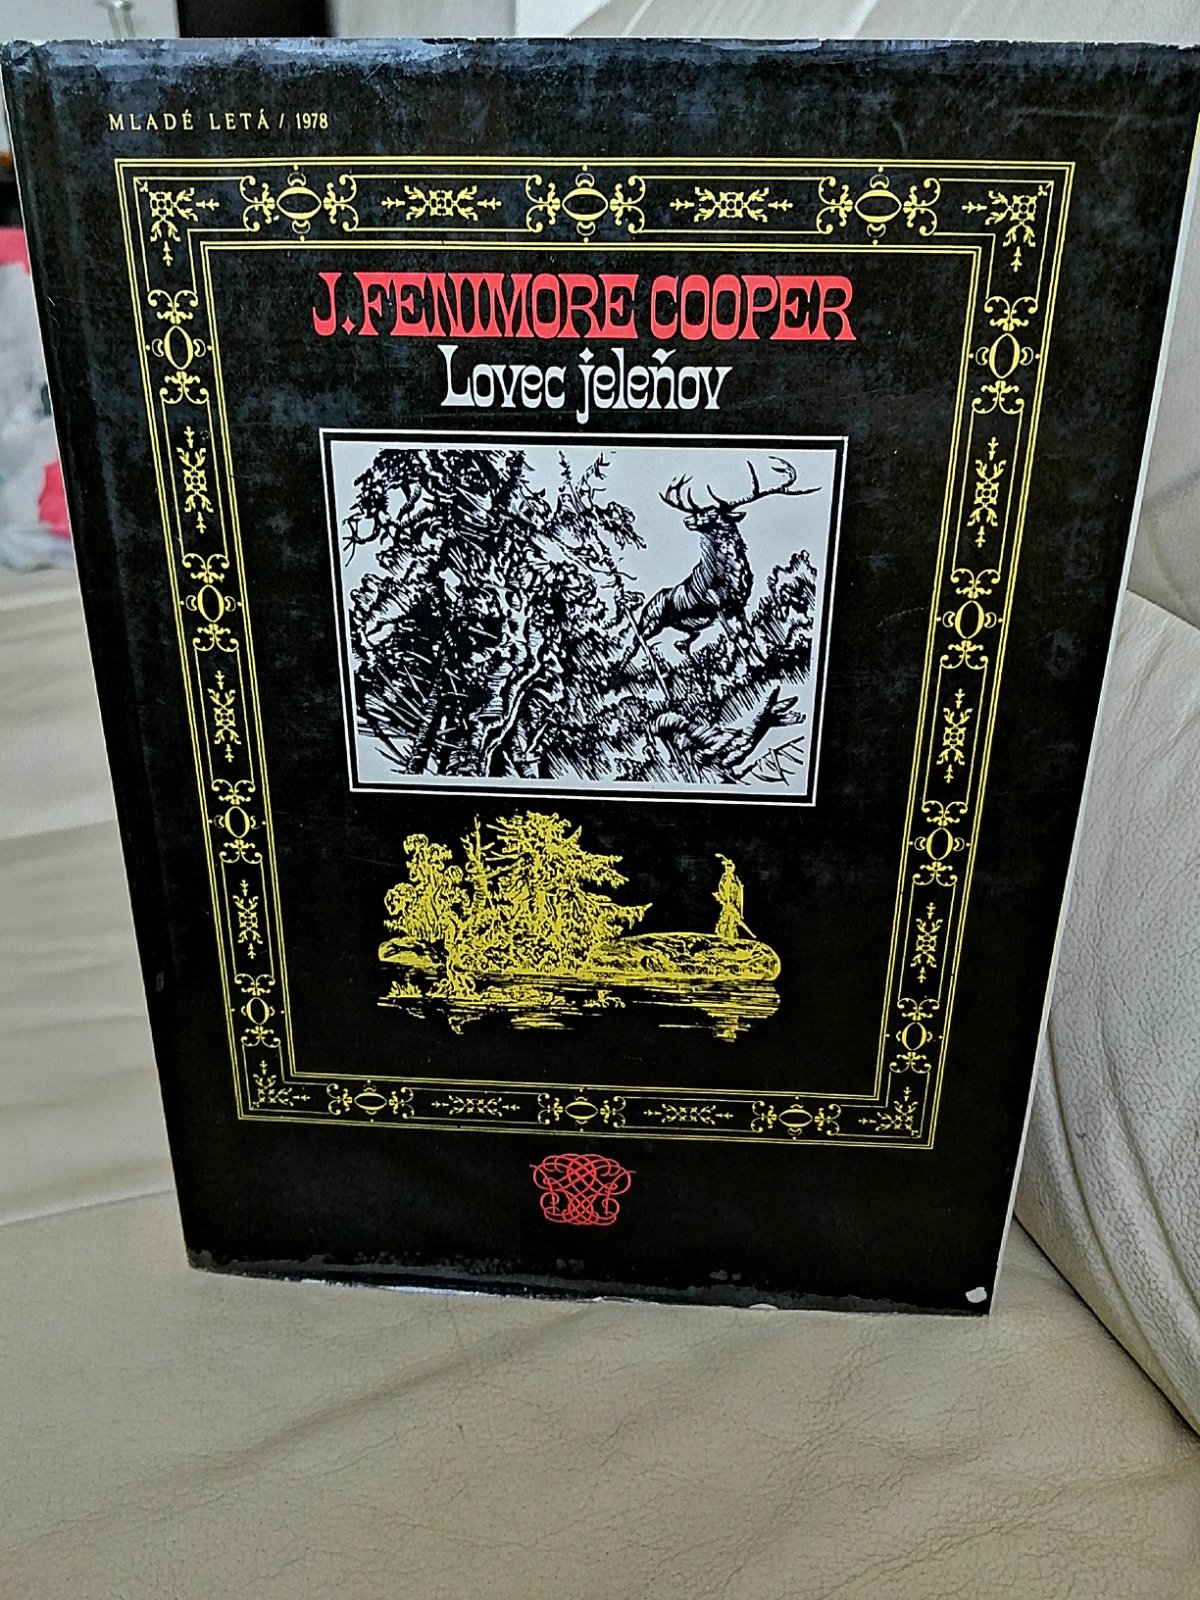 MLADÉ LETÁ / 1978
J. FENIMORE COOPER
Lovec jeleňov